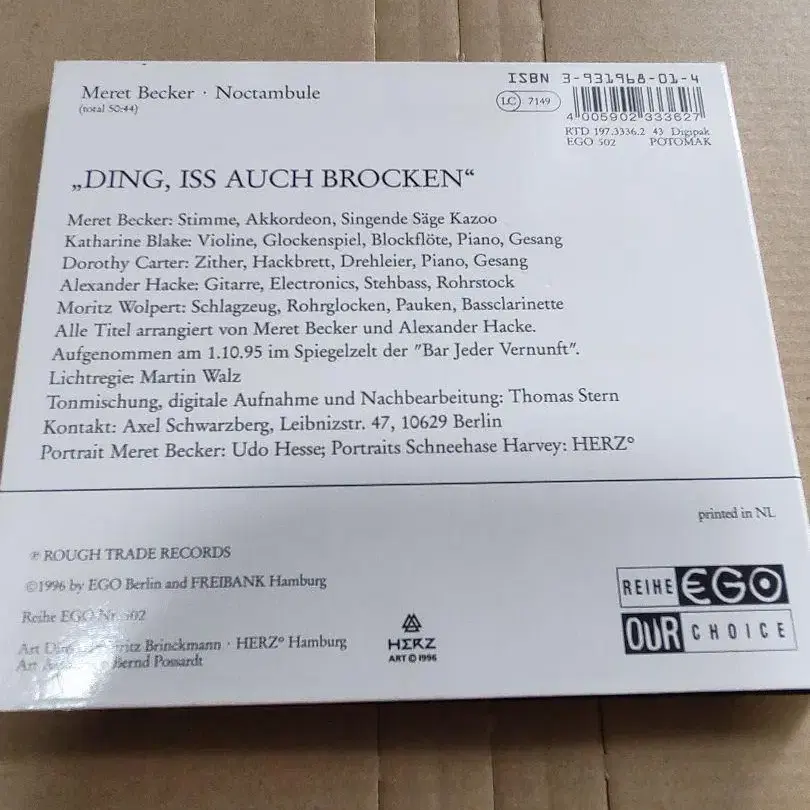 Meret Becker · Noctambule
(total 50:44)
ISBN 3-931968-01-4
LC 7149
4 005902 333627
RTD 197.3336.2 43 Digipak
EGO 502 POTOMAK
„DING, ISS AUCH BROCKEN“
Meret Becker: Stimme, Akkordeon, Singende Säge Kazoo
Katharine Blake: Violine, Glockenspiel, Blockflöte, Piano, Gesang
Dorothy Carter: Zither, Hackbrett, Drehleier, Piano, Gesang
Alexander Hacke: Gitarre, Electronics, Stehbass, Rohrstock
Moritz Wolpert: Schlagzeug, Rohrglocken, Pauken, Bassclarinette
Alle Titel arrangiert von Meret Becker und Alexander Hacke.
Aufgenommen am 1.10.95 im Spiegelzelt der "Bar Jeder Vernunft".
Lichtregie: Martin Walz
Tonmischung, digitale Aufnahme und Nachbearbeitung: Thomas Stern
Kontakt: Axel Schwarzberg, Leibnizstr. 47, 10629 Berlin
Portrait Meret Becker: Udo Hesse; Portraits Schneehase Harvey: HERZ°
printed in NL
℗ ROUGH TRADE RECORDS
©1996 by EGO Berlin and FREIBANK Hamburg
Reihe EGO Nr. 502
Art Brinckmann · HERZ° Hamburg
Art Bernd Possardt
HERZ
ART © 1996
REIHE EGO
OUR CHOICE